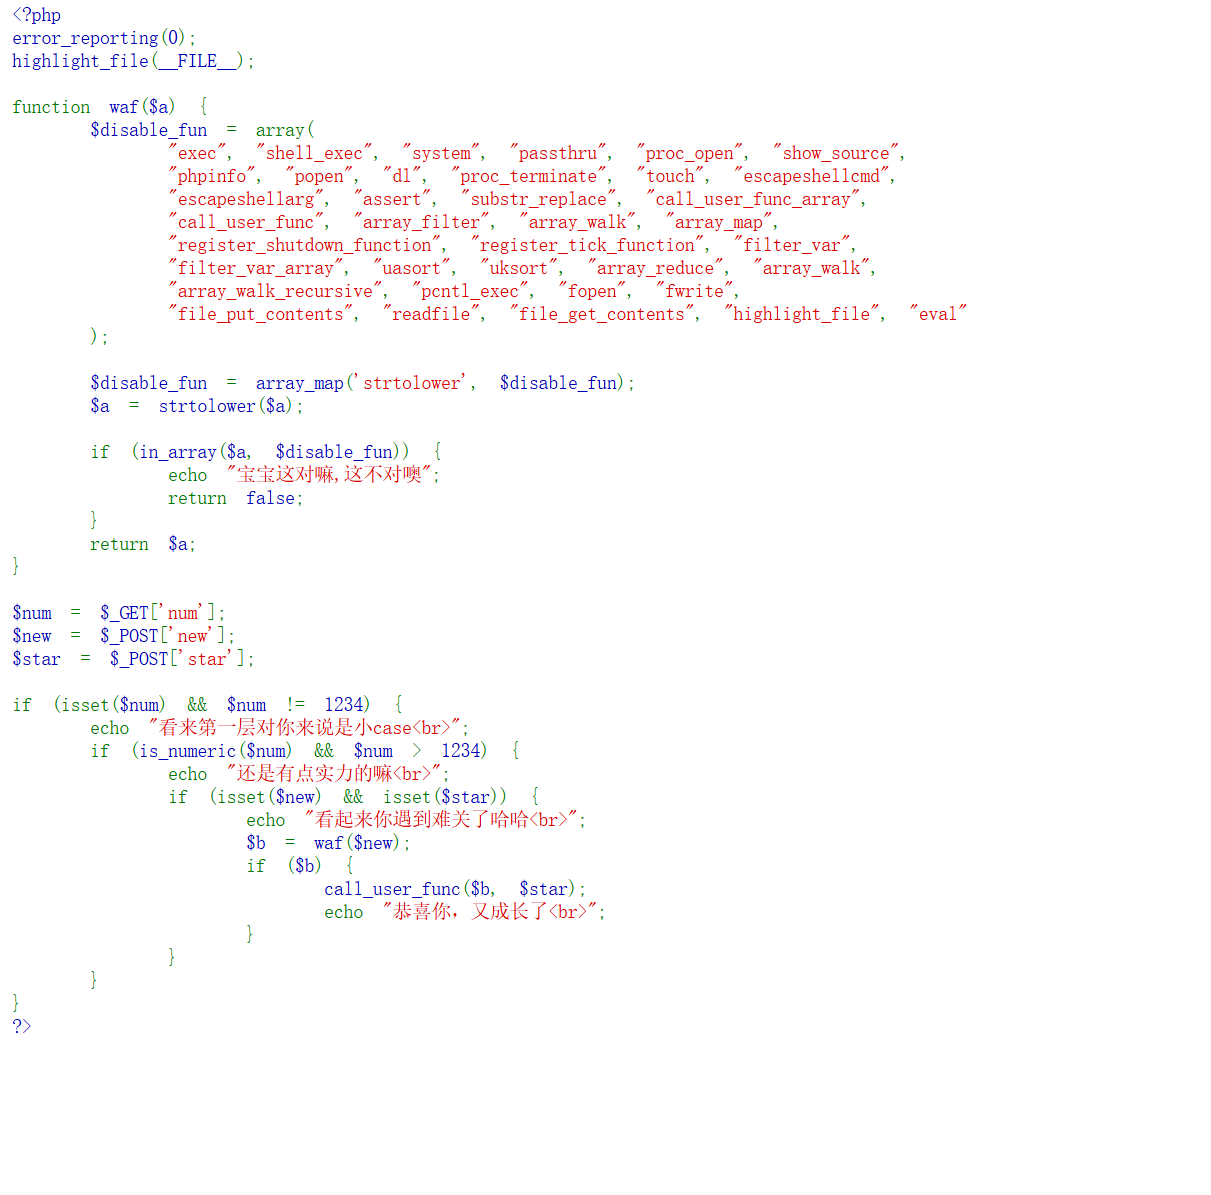 <?php
error_reporting(0);
highlight_file(__FILE__);
function waf($a) {
$disable_fun = array(
"exec", "shell_exec", "system", "passthru", "proc_open", "show_source",
"phpinfo", "popen", "dl", "proc_terminate", "touch", "escapeshellcmd",
"escapeshellarg", "assert", "substr_replace", "call_user_func_array",
"call_user_func", "array_filter", "array_walk", "array_map",
"register_shutdown_function", "register_tick_function", "filter_var",
"filter_var_array", "uasort", "uksort", "array_reduce", "array_walk",
"array_walk_recursive", "pcntl_exec", "fopen", "fwrite",
"file_put_contents", "readfile", "file_get_contents", "highlight_file", "eval"
);
$disable_fun = array_map('strtolower', $disable_fun);
$a = strtolower($a);
if (in_array($a, $disable_fun)) {
echo "宝宝这对嘛,这不对噢";
return false;
}
return $a;
}
$num = $_GET['num'];
$new = $_POST['new'];
$star = $_POST['star'];
if (isset($num) && $num != 1234) {
echo "看来第一层对你来说是小case<br>";
if (is_numeric($num) && $num > 1234) {
echo "还是有点实力的嘛<br>";
if (isset($new) && isset($star)) {
echo "看起来你遇到难关了哈哈<br>";
$b = waf($new);
if ($b) {
call_user_func($b, $star);
echo "恭喜你，又成长了<br>";
}
}
}
}
?>